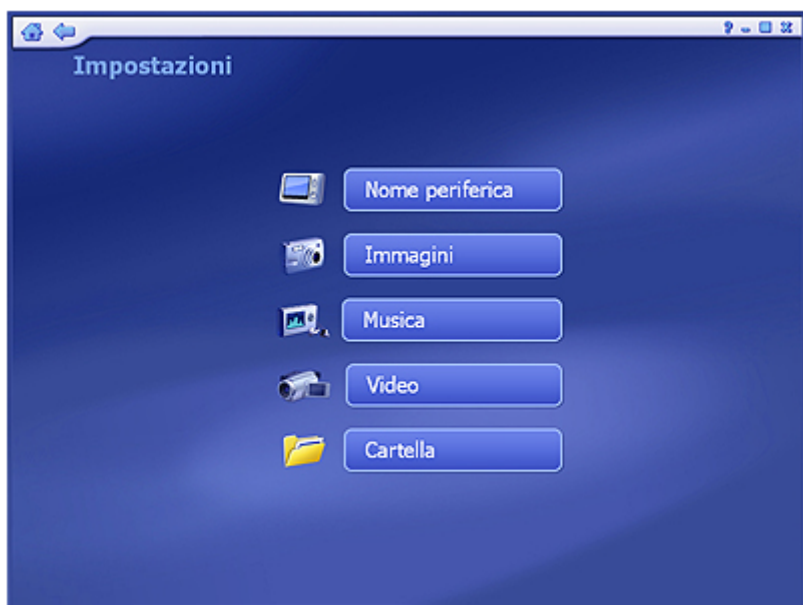 ?
Impostazioni
Nome periferica
Immagini
Musica
Video
Cartella